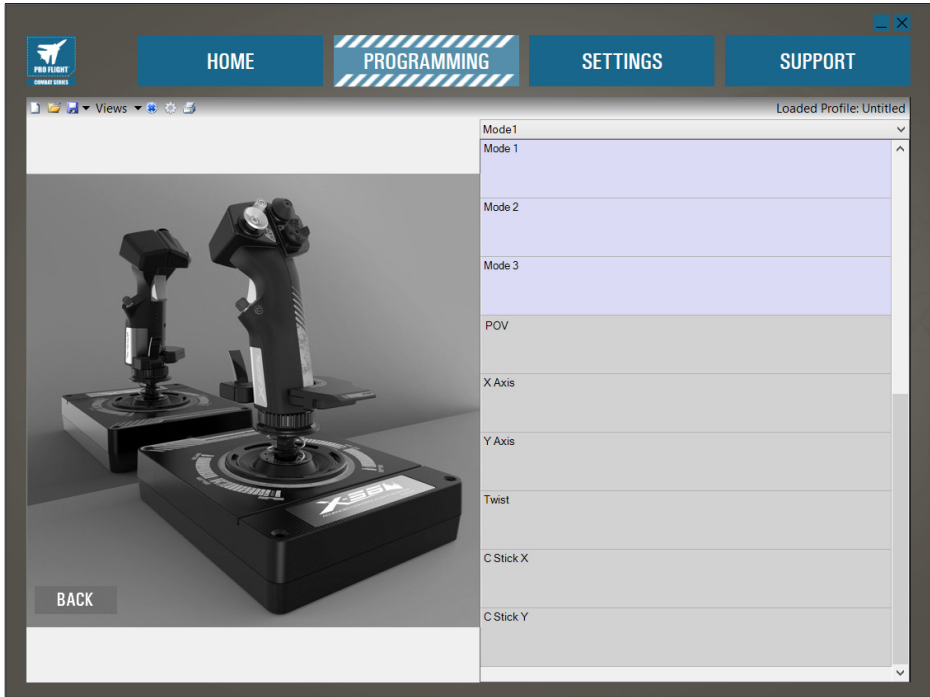 PRO FLIGHT
COMBAT SERIES
HOME
PROGRAMMING
SETTINGS
SUPPORT
Views
Loaded Profile: Untitled
Mode1
Mode 1
Mode 2
Mode 3
POV
X Axis
Y Axis
Twist
C Stick X
C Stick Y
X-56
BACK